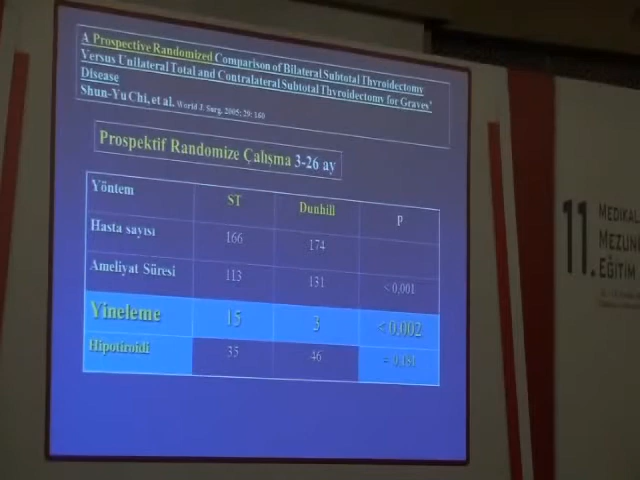 A Prospective Randomized Comparison of Bilateral Subtotal Thyroidectomy
Versus Unilateral Total and Contralateral Subtotal Thyroidectomy for Graves'
Disease
Shun-Yu Chi, et al. World J. Surg. 2005; 29: 160
Prospektif Randomize Çalışma 3-26 ay
Yöntem ST Dunhill p
Hasta sayısı 166 174
Ameliyat Süresi 113 131 < 0,001
Yineleme 15 3 < 0,002
Hipotiroidi 35 46 = 0,181
11. MEDİKAL
MEZUN
EĞİTİM